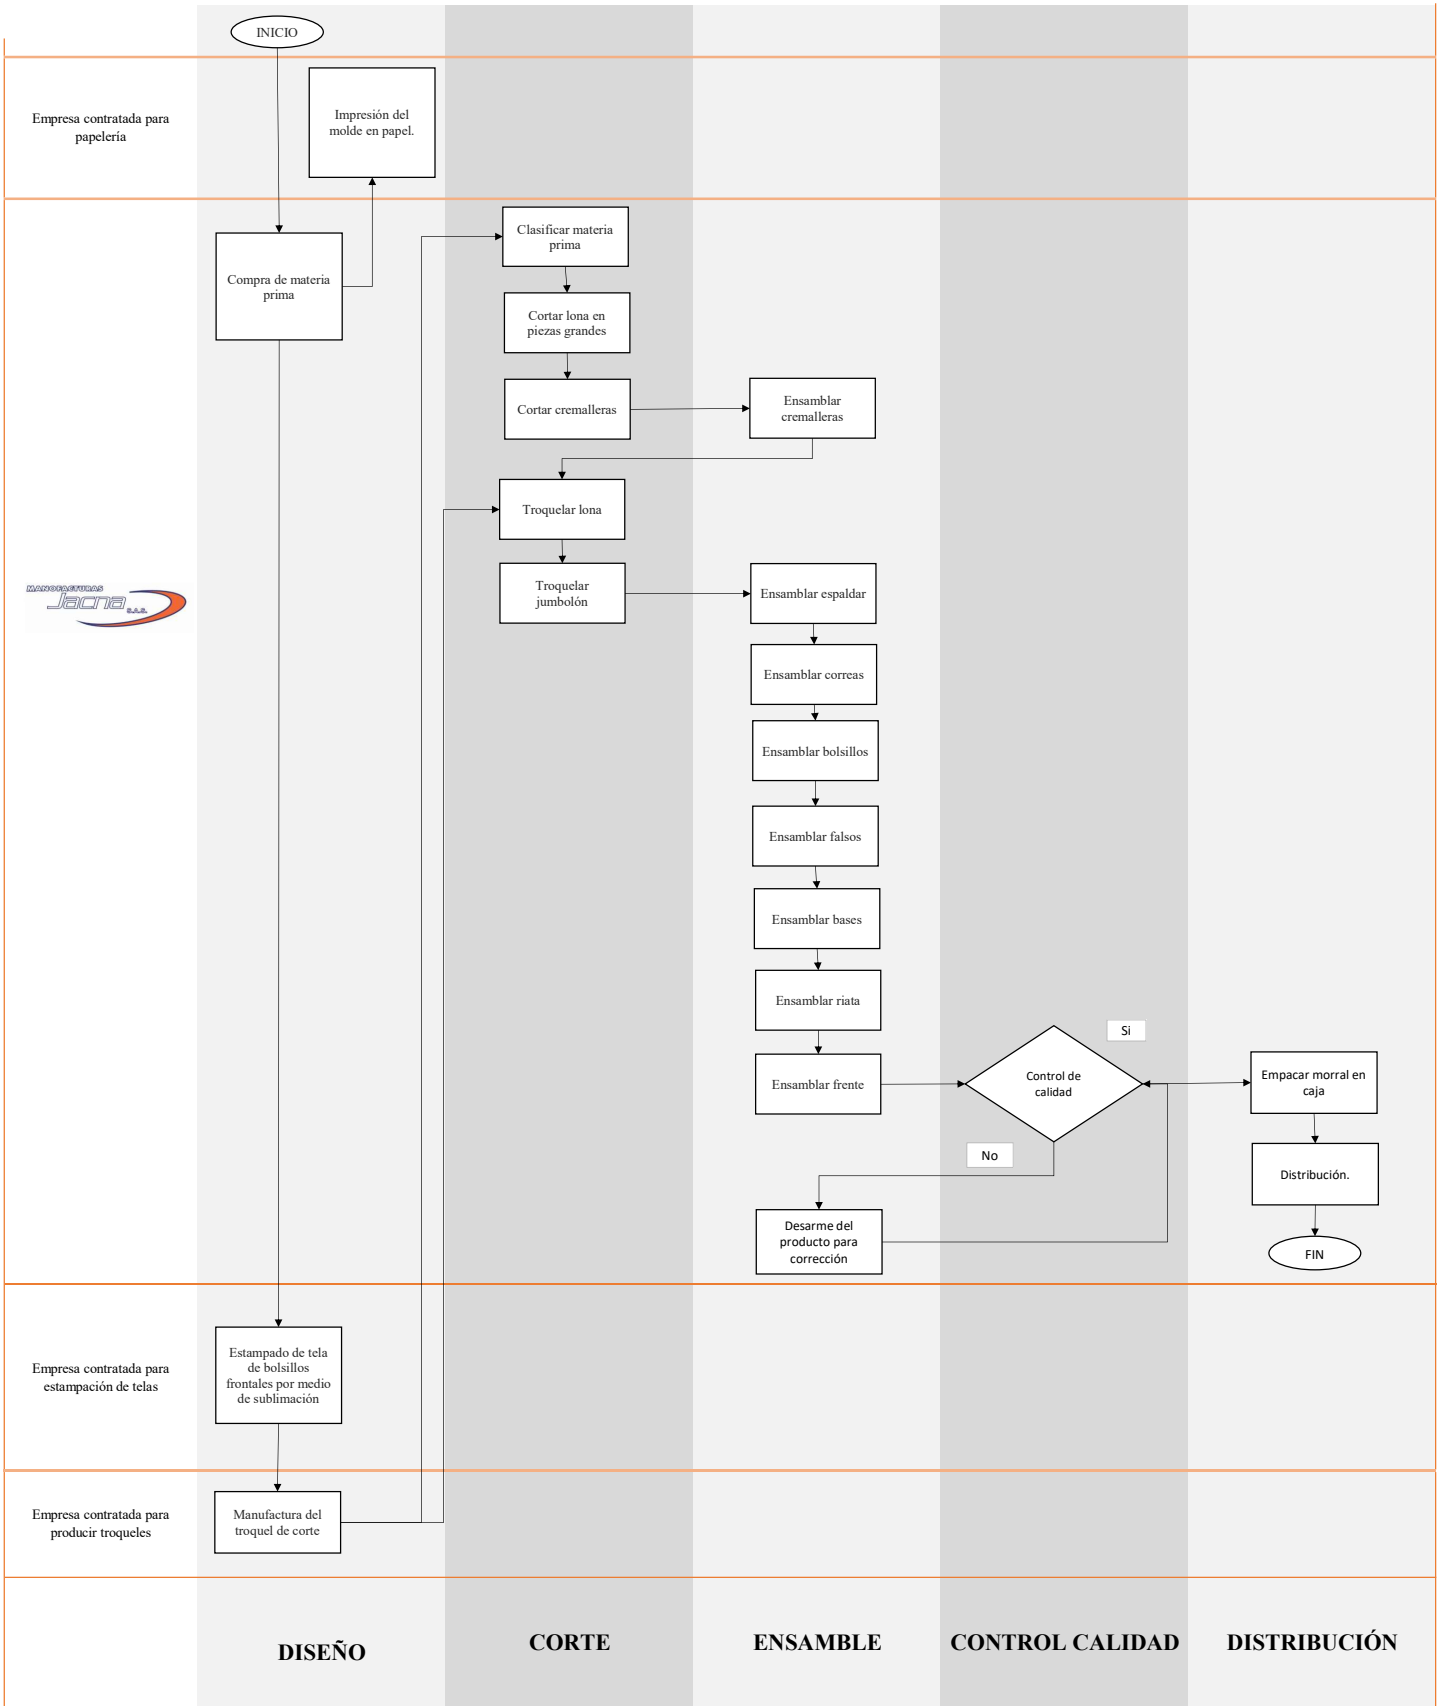 INICIO
Empresa contratada para
papelería
Impresión del
molde en papel.
Compra de materia
prima
Clasificar materia
prima
Cortar lona en
piezas grandes
Cortar cremalleras
Ensamblar
cremalleras
Troquelar lona
Troquelar
jumbolón
MANOFACTURAS
Jacna S.A.S.
Ensamblar espaldar
Ensamblar correas
Ensamblar bolsillos
Ensamblar falsos
Ensamblar bases
Ensamblar riata
Ensamblar frente
Control de
calidad
Si
No
Empacar morral en
caja
Distribución.
FIN
Desarme del
producto para
corrección
Empresa contratada para
estampación de telas
Estampado de tela
de bolsillos
frontales por medio
de sublimación
Empresa contratada para
producir troqueles
Manufactura del
troquel de corte
DISEÑO
CORTE
ENSAMBLE
CONTROL CALIDAD
DISTRIBUCIÓN